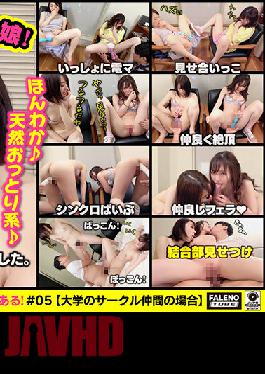 娘!
ほんわか♪
天然おっとり系♪
した。
いっしょに電マ
見せ合いっこ
仲良く絶頂
シンクロぱいぶ
仲良しフェラ♥
ぱっこん!
ぽっこん!
結合部見せつけ
ある! #05【大学のサークル仲間の場合】
FALENO
TUBE
JAVHD